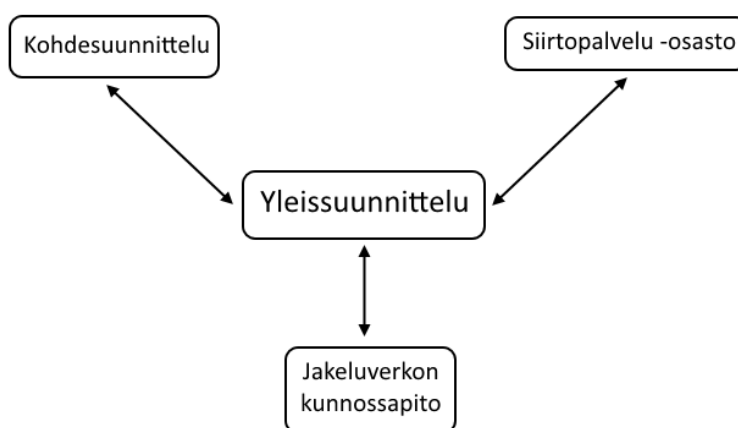 Kohdesuunnittelu
Siirtopalvelu -osasto
Yleissuunnittelu
Jakeluverkon
kunnossapito